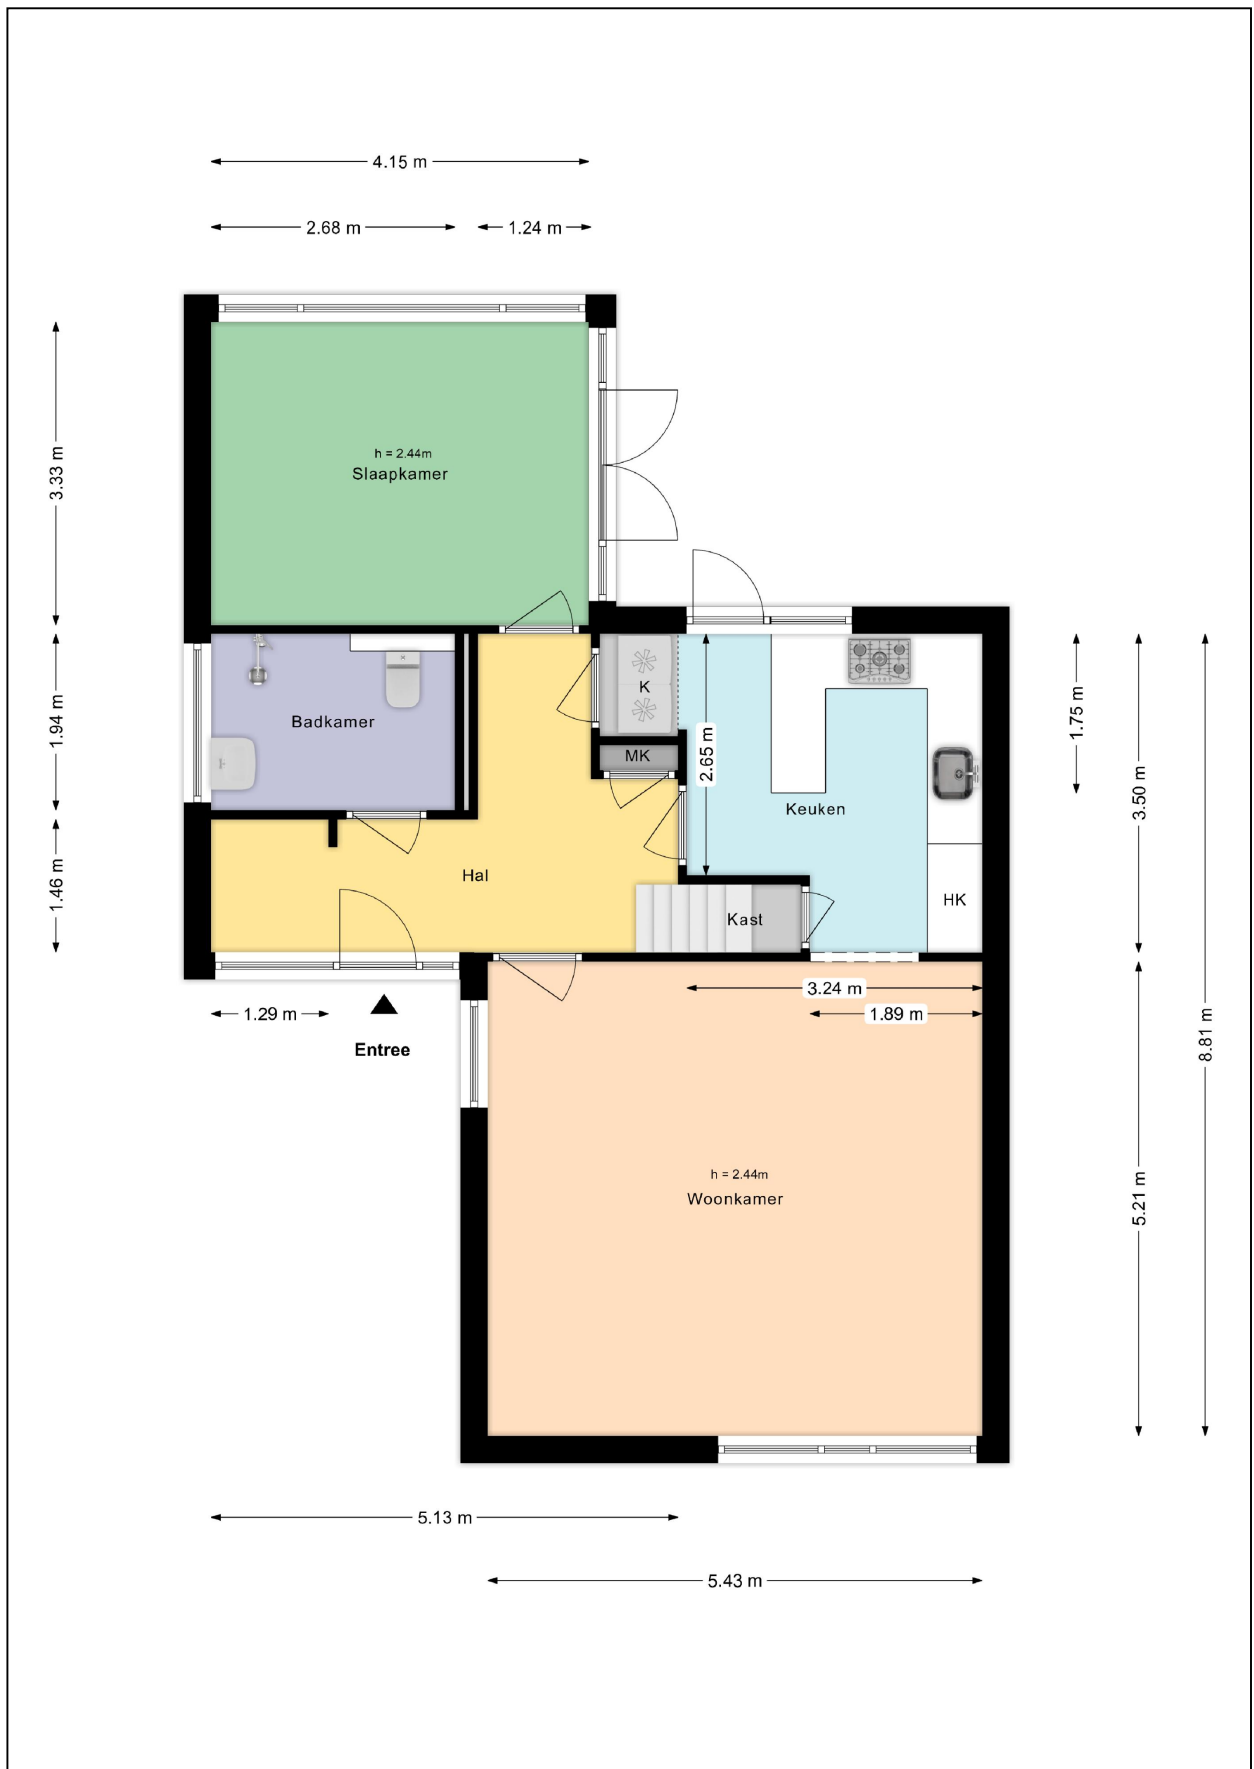 4.15 m
2.68 m
1.24 m
3.33 m
h = 2.44m
Slaapkamer
K
1.94 m
Badkamer
MK
2.65 m
1.75 m
3.50 m
Keuken
1.46 m
Hal
Kast
HK
3.24 m
1.29 m
1.89 m
Entree
8.81 m
h = 2.44m
Woonkamer
5.21 m
5.13 m
5.43 m